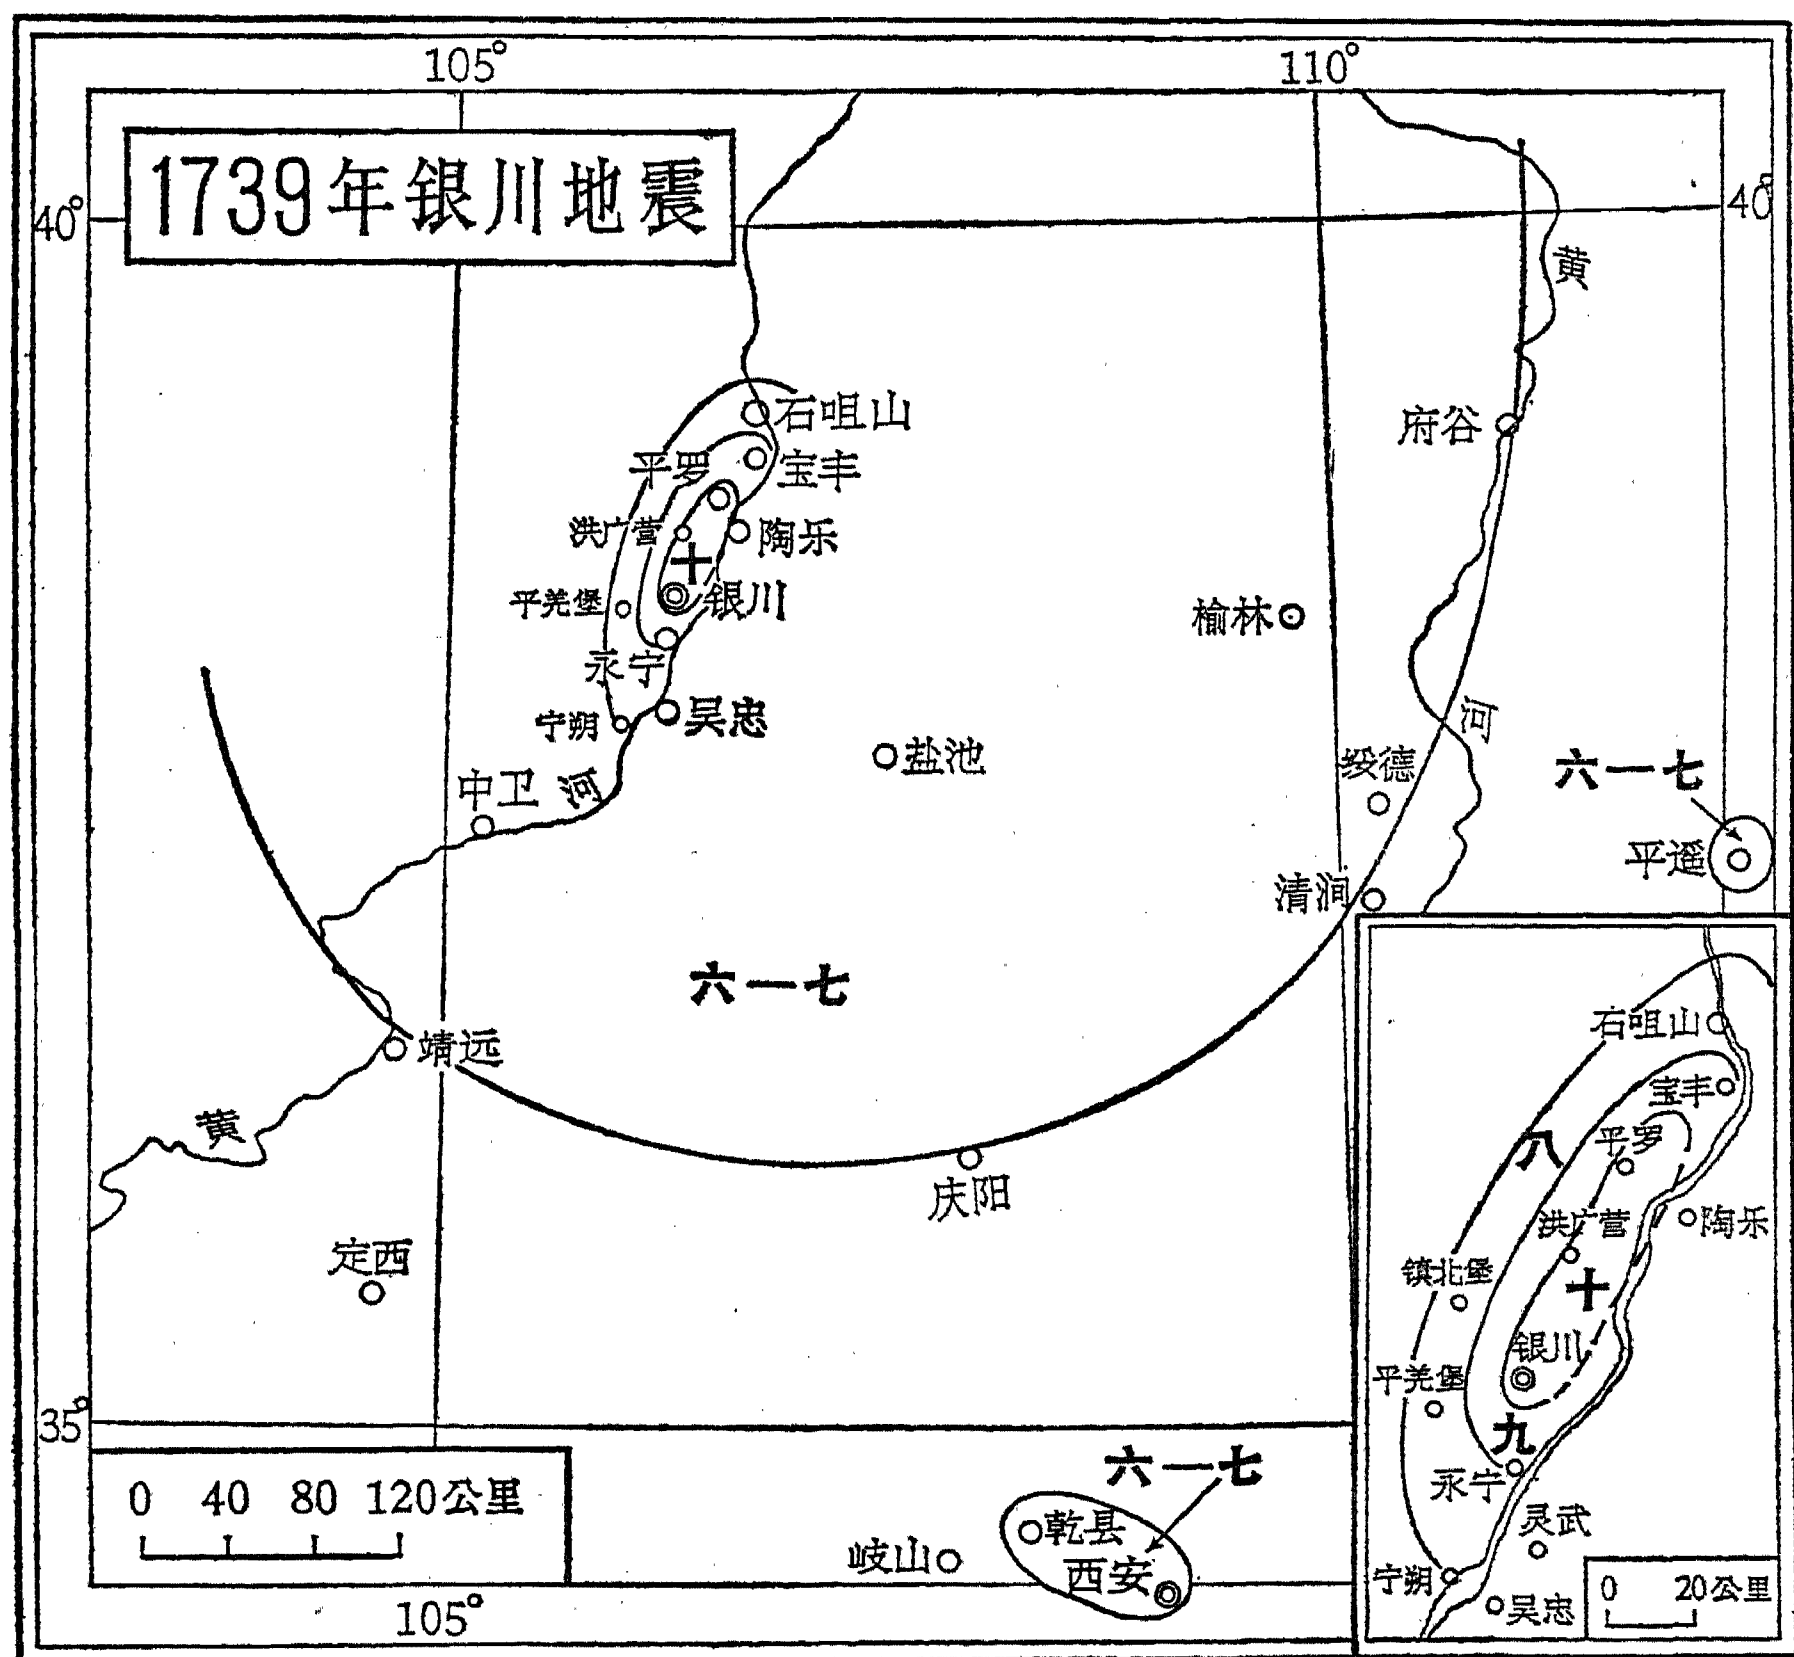 105°
110°
1739年银川地震
40°
40°
黄
石咀山
府谷
平罗
宝丰
洪广营
陶乐
十
平羌堡
银川
榆林
永宁
宁朔
吴忠
河
盐池
中卫
河
绥德
六—七
平遥
清涧
六—七
靖远
黄
庆阳
定西
35°
0 40 80 120公里
六—七
乾县
岐山
西安
105°
石咀山
宝丰
八
平罗
洪广营
陶乐
镇北堡
十
银川
平羌堡
九
永宁
灵武
宁朔
吴忠
0 20公里